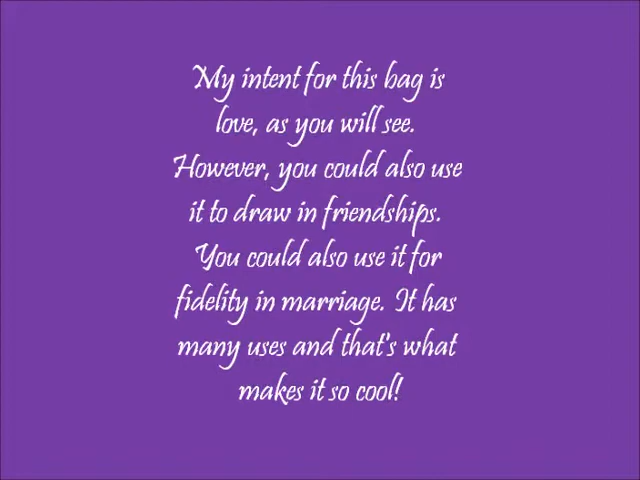 My intent for this bag is
love, as you will see.
However, you could also use
it to draw in friendships.
You could also use it for
fidelity in marriage. It has
many uses and that's what
makes it so cool!